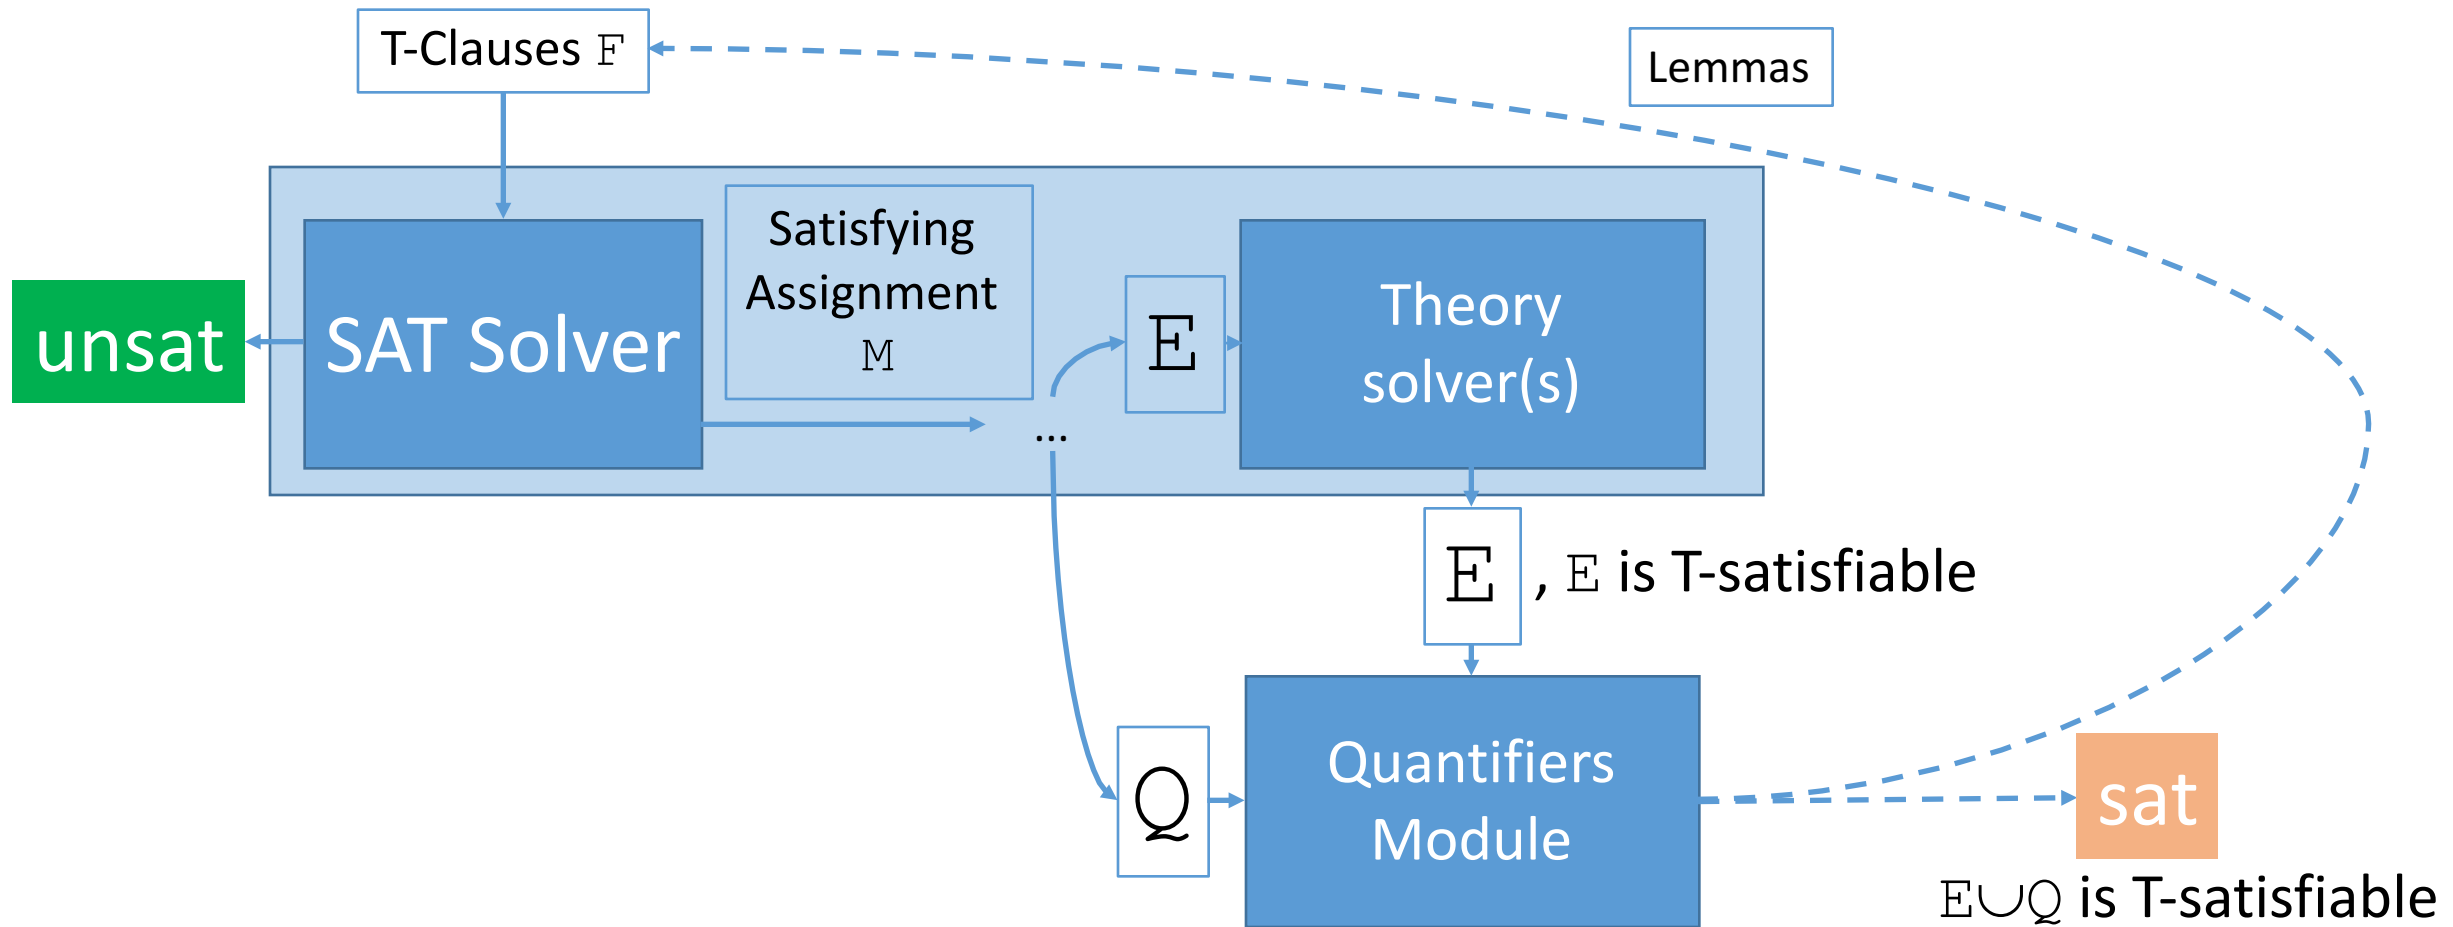 T-Clauses F
Lemmas
Satisfying
Assignment
M
unsat
SAT Solver
...
E
Theory
solver(s)
E , E is T-satisfiable
Q
Quantifiers
Module
sat
E∪Q is T-satisfiable